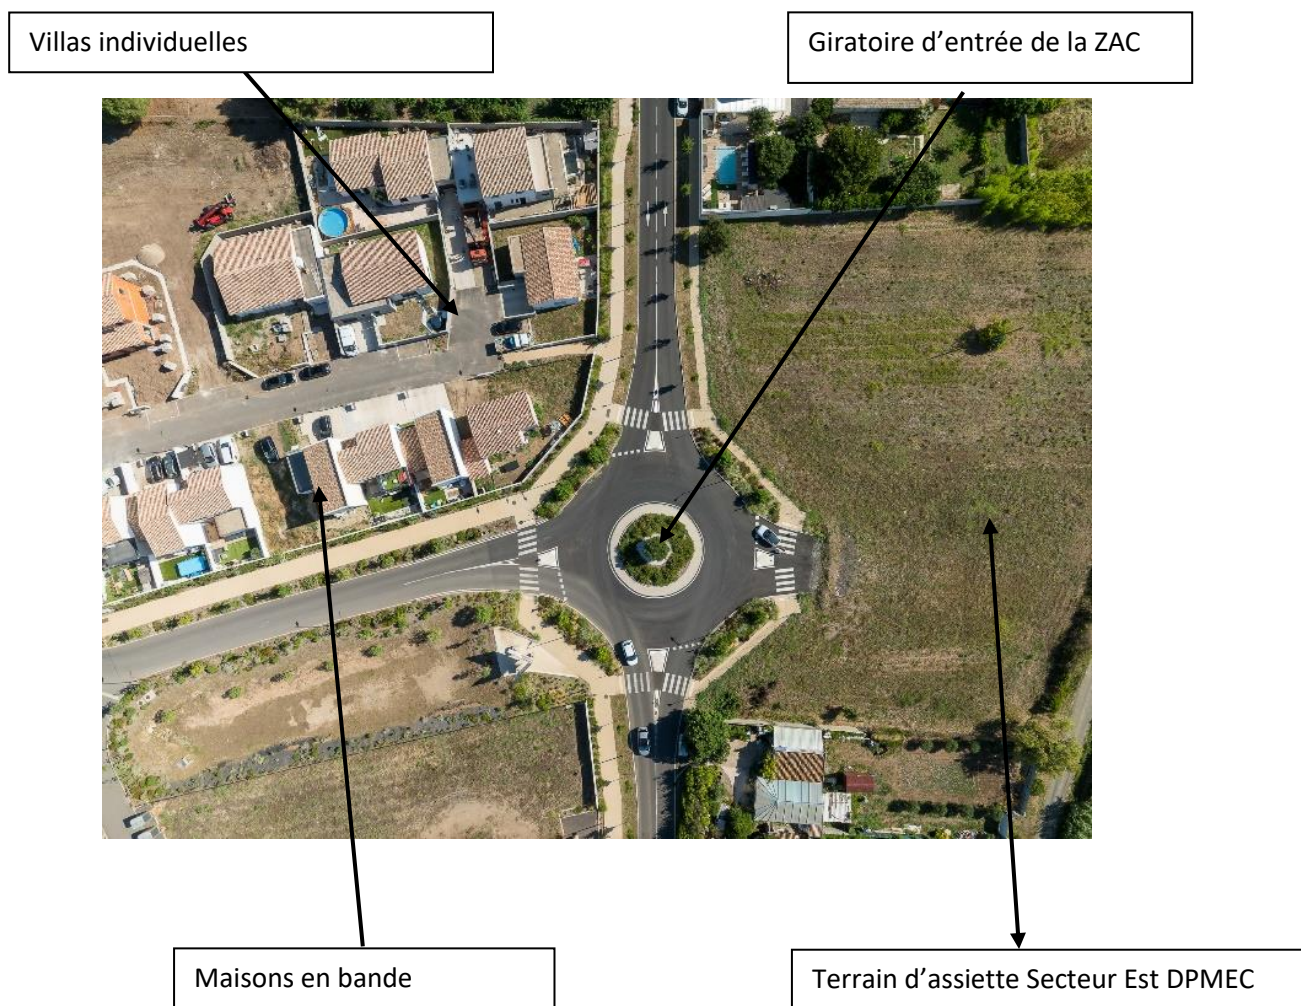 Villas individuelles
Giratoire d’entrée de la ZAC
Maisons en bande
Terrain d’assiette Secteur Est DPMEC